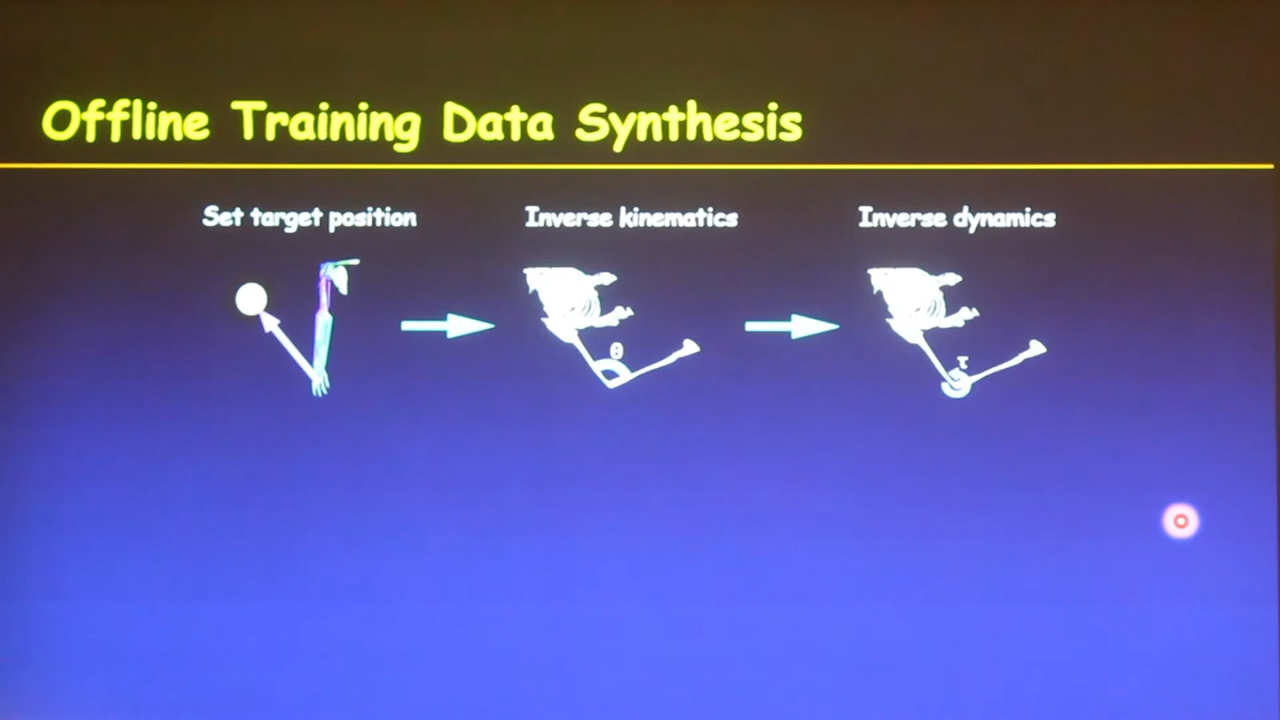 Offline Training Data Synthesis
Set target position
Inverse kinematics
Inverse dynamics
θ
τ